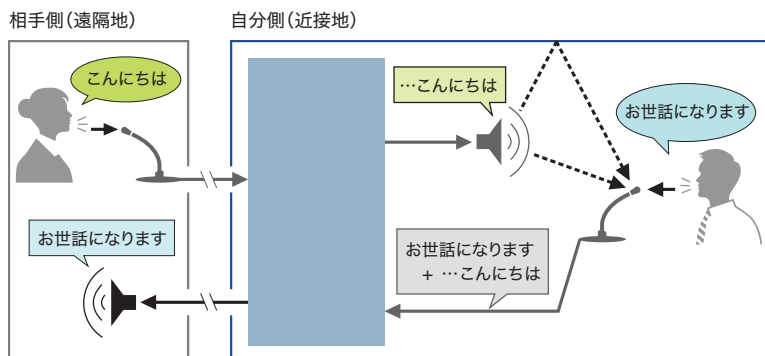 相手側（遠隔地）
自分側（近接地）
こんにちは
…こんにちは
お世話になります
お世話になります
お世話になります
+ …こんにちは